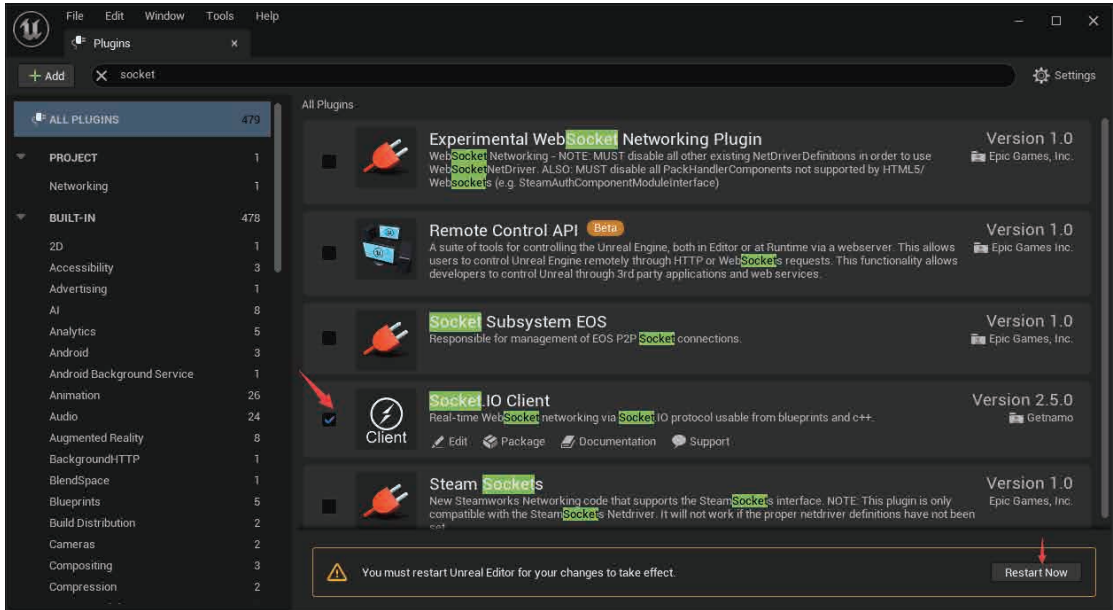 File Edit Window Tools Help
Plugins
Add
socket
Settings
ALL PLUGINS 479
PROJECT 1
Networking 1
BUILT-IN 478
2D 1
Accessibility 3
Advertising 1
AI 8
Analytics 5
Android 3
Android Background Service 1
Animation 26
Audio 24
Augmented Reality 8
BackgroundHTTP 1
BlendSpace 1
Blueprints 5
Build Distribution 2
Cameras 2
Compositing 3
Compression 2
All Plugins
Experimental WebSocket Networking Plugin
Version 1.0
WebSocket Networking - NOTE: MUST disable all other existing NetDriverDefinitions in order to use
Epic Games, Inc.
WebSocketNetDriver. ALSO: MUST disable all PackHandlerComponents not supported by HTML5/
Websockets (e.g. SteamAuthComponentModuleInterface)
Remote Control API Beta
Version 1.0
A suite of tools for controlling the Unreal Engine, both in Editor or at Runtime via a webserver. This allows
Epic Games Inc.
users to control Unreal Engine remotely through HTTP or WebSockets requests. This functionality allows
developers to control Unreal through 3rd party applications and web services.
Socket Subsystem EOS
Version 1.0
Responsible for management of EOS P2P Socket connections.
Epic Games, Inc.
Client
Socket.IO Client
Version 2.5.0
Real-time WebSocket networking via Socket.IO protocol usable from blueprints and c++.
Getnamo
Edit Package Documentation Support
Steam Sockets
Version 1.0
New Steamworks Networking code that supports the SteamSockets interface. NOTE: This plugin is only
Epic Games, Inc.
compatible with the SteamSockets Netdriver. It will not work if the proper netdriver definitions have not been
set
You must restart Unreal Editor for your changes to take effect.
Restart Now